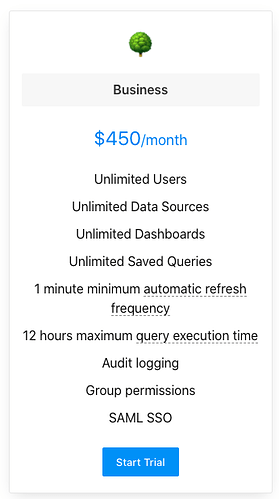 Business
$450/month
Unlimited Users
Unlimited Data Sources
Unlimited Dashboards
Unlimited Saved Queries
1 minute minimum automatic refresh
frequency
12 hours maximum query execution time
Audit logging
Group permissions
SAML SSO
Start Trial